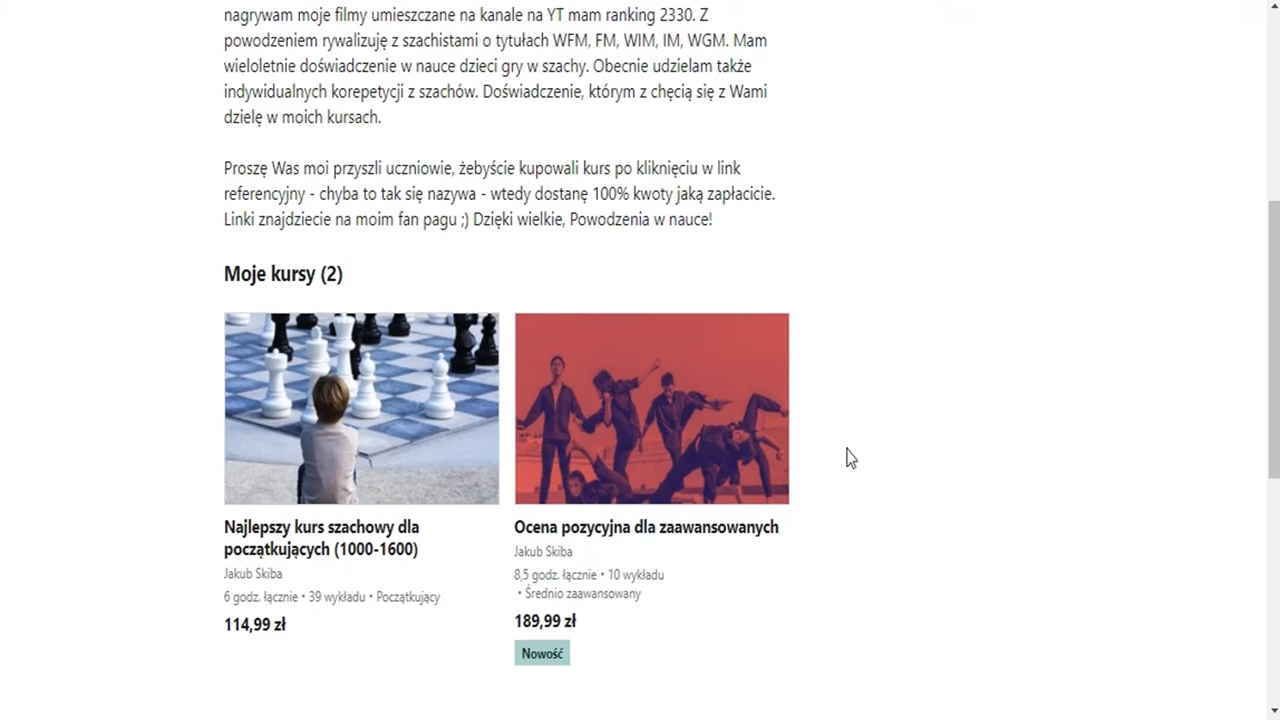 nagrywam moje filmy umieszczane na kanale na YT mam ranking 2330. Z
powodzeniem rywalizuję z szachistami o tytułach WFM, FM, WIM, IM, WGM. Mam
wieloletnie doświadczenie w nauce dzieci gry w szachy. Obecnie udzielam także
indywidualnych korepetycji z szachów. Doświadczenie, którym z chęcią się z Wami
dzielę w moich kursach.
Proszę Was moi przyszli uczniowie, żebyście kupowali kurs po kliknięciu w link
referencyjny - chyba to tak się nazywa - wtedy dostanę 100% kwoty jaką zapłacicie.
Linki znajdziecie na moim fan pagu ;) Dzięki wielkie, Powodzenia w nauce!
Moje kursy (2)
Najlepszy kurs szachowy dla
początkujących (1000-1600)
Jakub Skiba
6 godz. łącznie • 39 wykładu • Początkujący
114,99 zł
Ocena pozycyjna dla zaawansowanych
Jakub Skiba
8,5 godz. łącznie • 10 wykładu
• Średnio zaawansowany
189,99 zł
Nowość